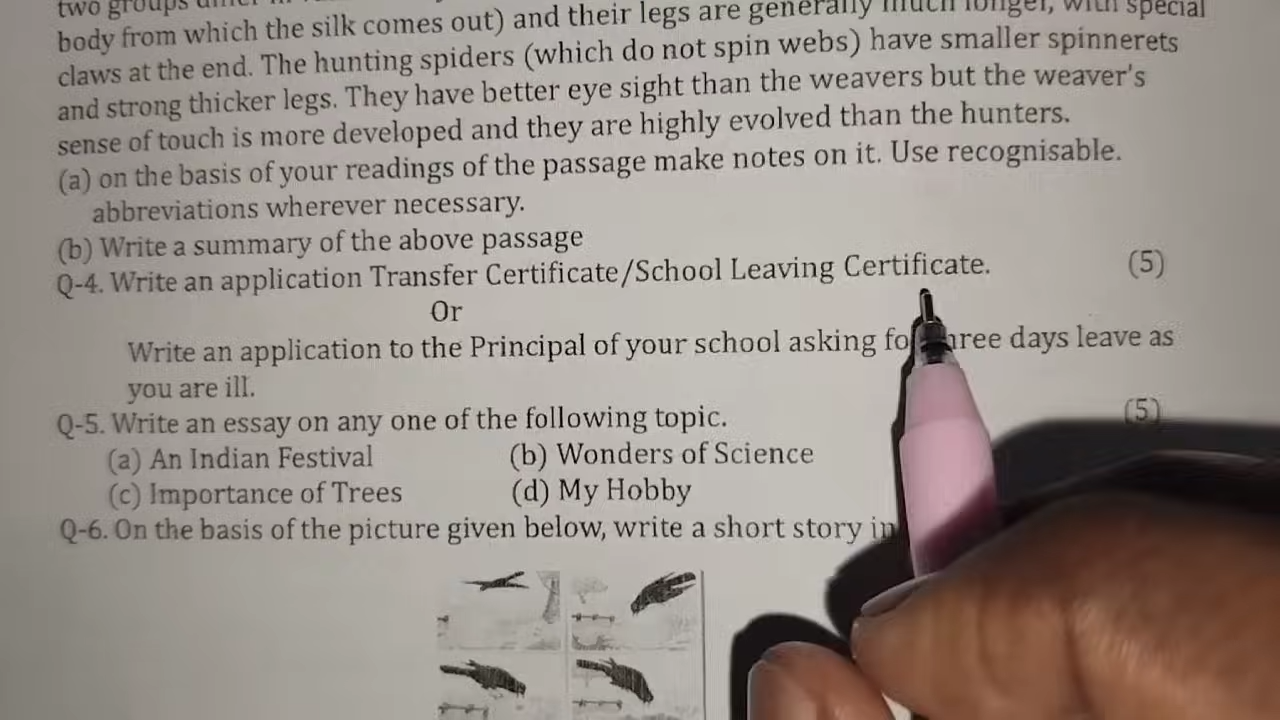 two groups
body from which the silk comes out) and their legs are generally much longer, with special
claws at the end. The hunting spiders (which do not spin webs) have smaller spinnerets
and strong thicker legs. They have better eye sight than the weavers but the weaver's
sense of touch is more developed and they are highly evolved than the hunters.
(a) on the basis of your readings of the passage make notes on it. Use recognisable.
abbreviations wherever necessary.
(b) Write a summary of the above passage
Q-4. Write an application Transfer Certificate/School Leaving Certificate. (5)
Or
Write an application to the Principal of your school asking days leave as
you are ill.
Q-5. Write an essay on any one of the following topic. (5)
(a) An Indian Festival (b) Wonders of Science
(c) Importance of Trees (d) My Hobby
Q-6. On the basis of the picture given below, write a short story in